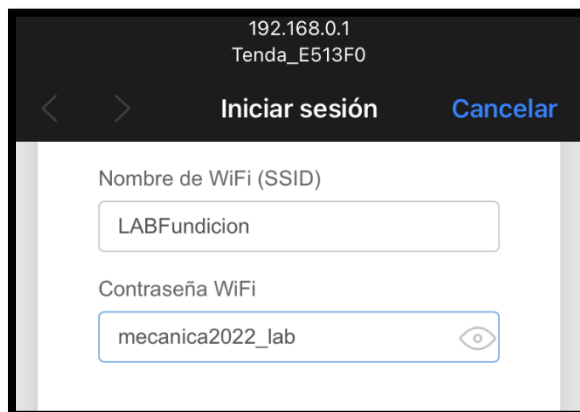 192.168.0.1
Tenda_E513F0
Iniciar sesión
Cancelar
Nombre de WiFi (SSID)
LABFundicion
Contraseña WiFi
mecanica2022_lab